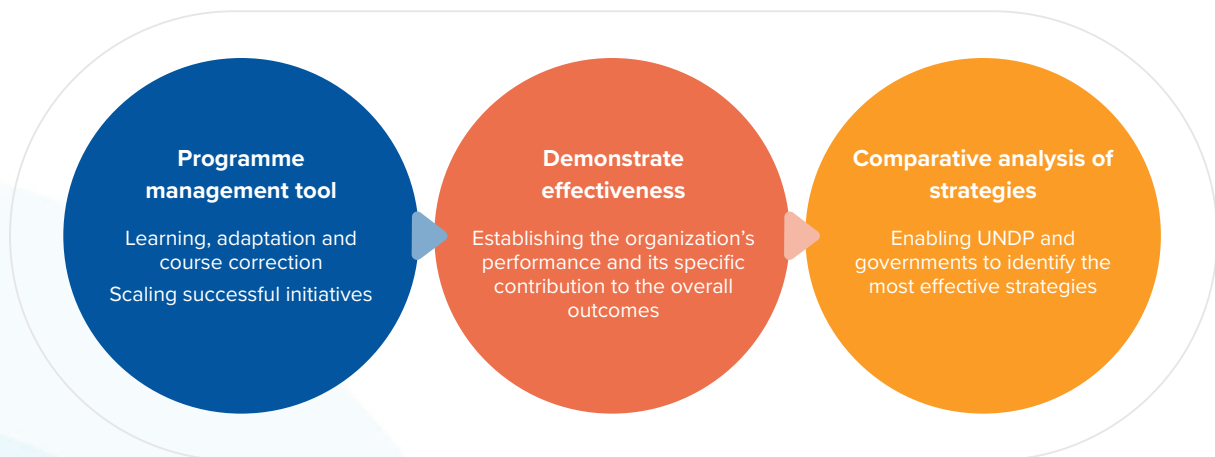 Programme
management tool
Learning, adaptation and
course correction
Scaling successful initiatives
Demonstrate
effectiveness
Establishing the organization’s
performance and its specific
contribution to the overall
outcomes
Comparative analysis of
strategies
Enabling UNDP and
governments to identify the
most effective strategies